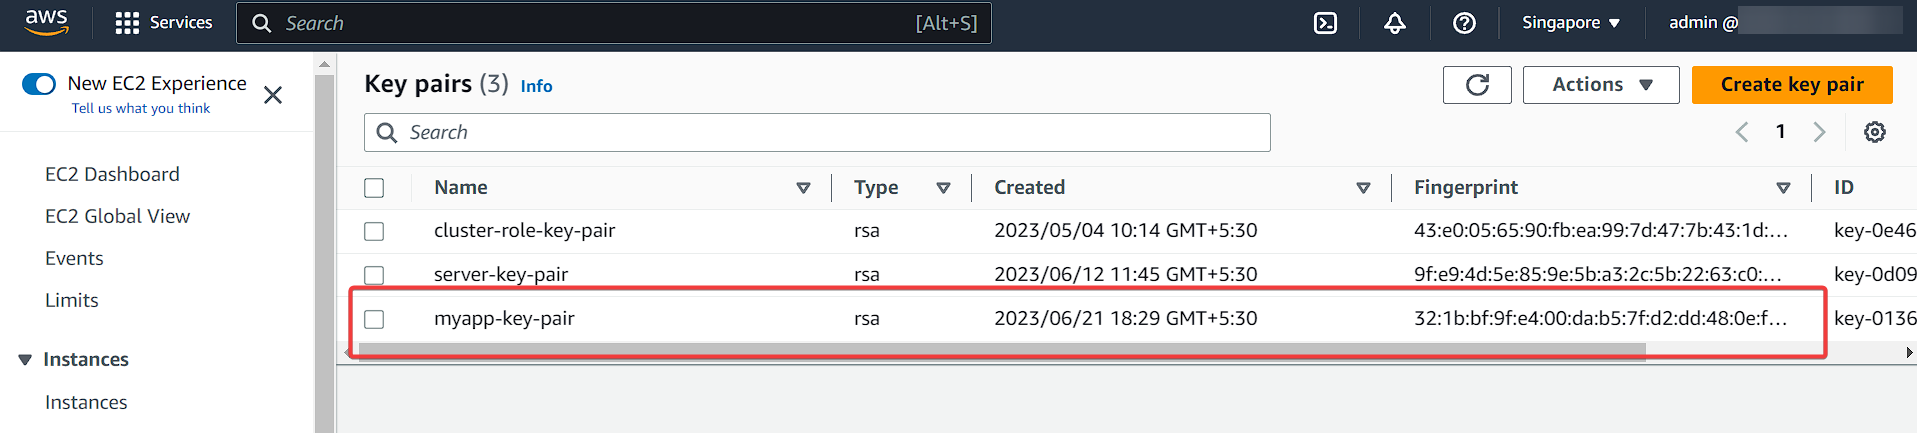 aws Services Search [Alt+S] Singapore admin @
New EC2 Experience
Tell us what you think
EC2 Dashboard
EC2 Global View
Events
Limits
Instances
Instances
Key pairs (3) Info
Actions
Create key pair
Search
1
Name Type Created Fingerprint ID
cluster-role-key-pair rsa 2023/05/04 10:14 GMT+5:30 43:e0:05:65:90:fb:ea:99:7d:47:7b:43:1d:... key-0e46
server-key-pair rsa 2023/06/12 11:45 GMT+5:30 9f:e9:4d:5e:85:9e:5b:a3:2c:5b:22:63:c0:... key-0d09
myapp-key-pair rsa 2023/06/21 18:29 GMT+5:30 32:1b:bf:9f:e4:00:da:b5:7f:d2:dd:48:0e:f... key-0136